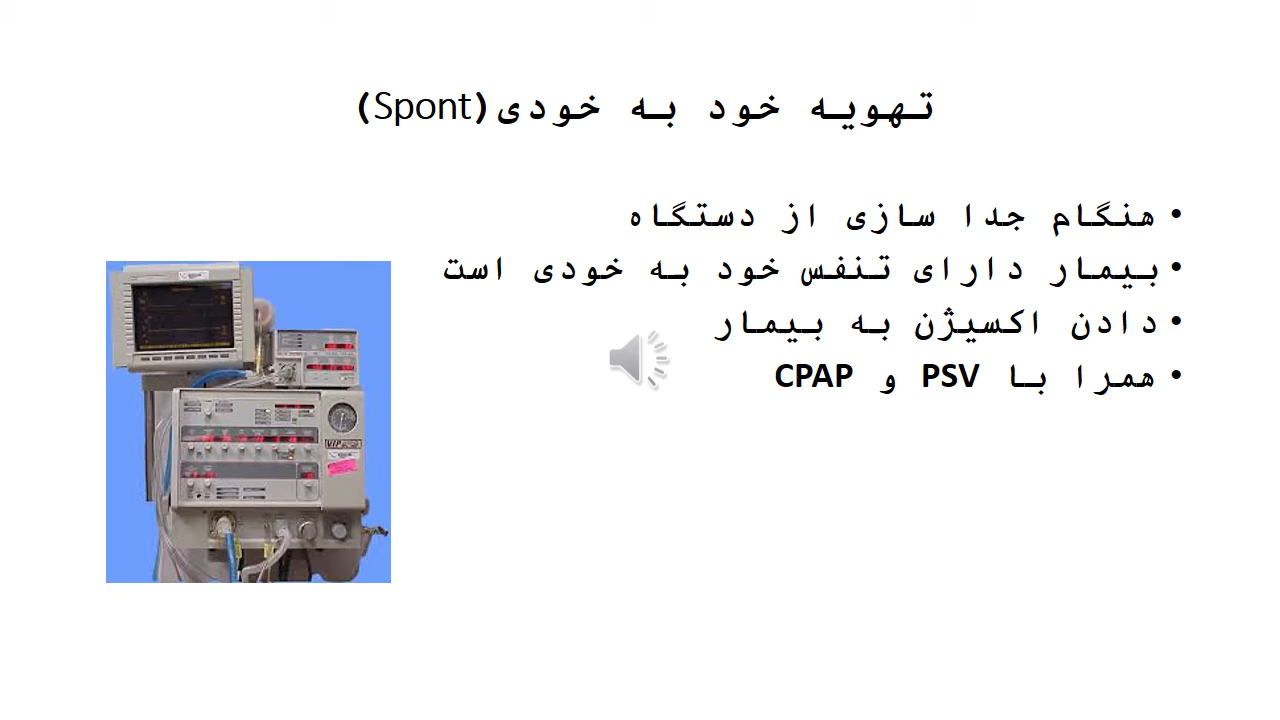 تهویه خود به خودی(Spont)
• هنگام جدا سازی از دستگاه
• بیمار دارای تنفس خود به خودی است
• دادن اکسیژن به بیمار
• همرا با PSV و CPAP
VIP